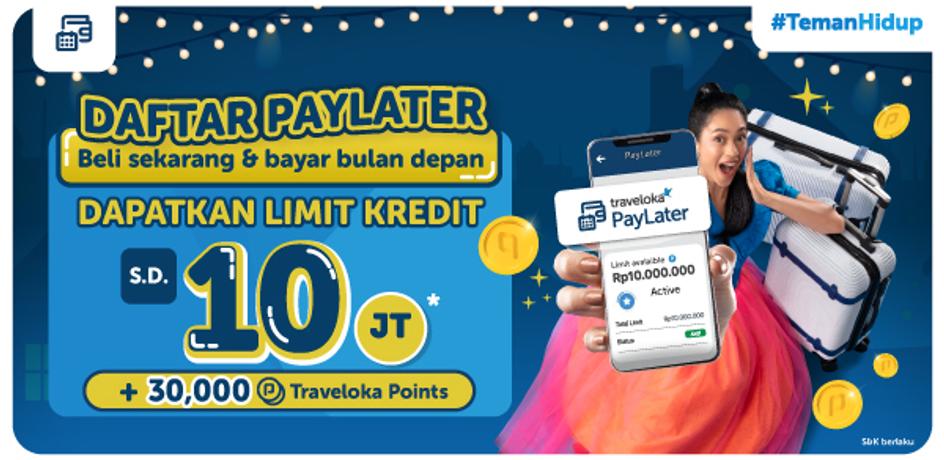 #TemanHidup
DAFTAR PAYLATER
Beli sekarang & bayar bulan depan
DAPATKAN LIMIT KREDIT
S.D.
10
JT*
+ 30,000 P Traveloka Points
PayLater
traveloka
PayLater
Limit available
Rp10.000.000
Active
Total Limit Rp10.000.000
Status
S&K berlaku